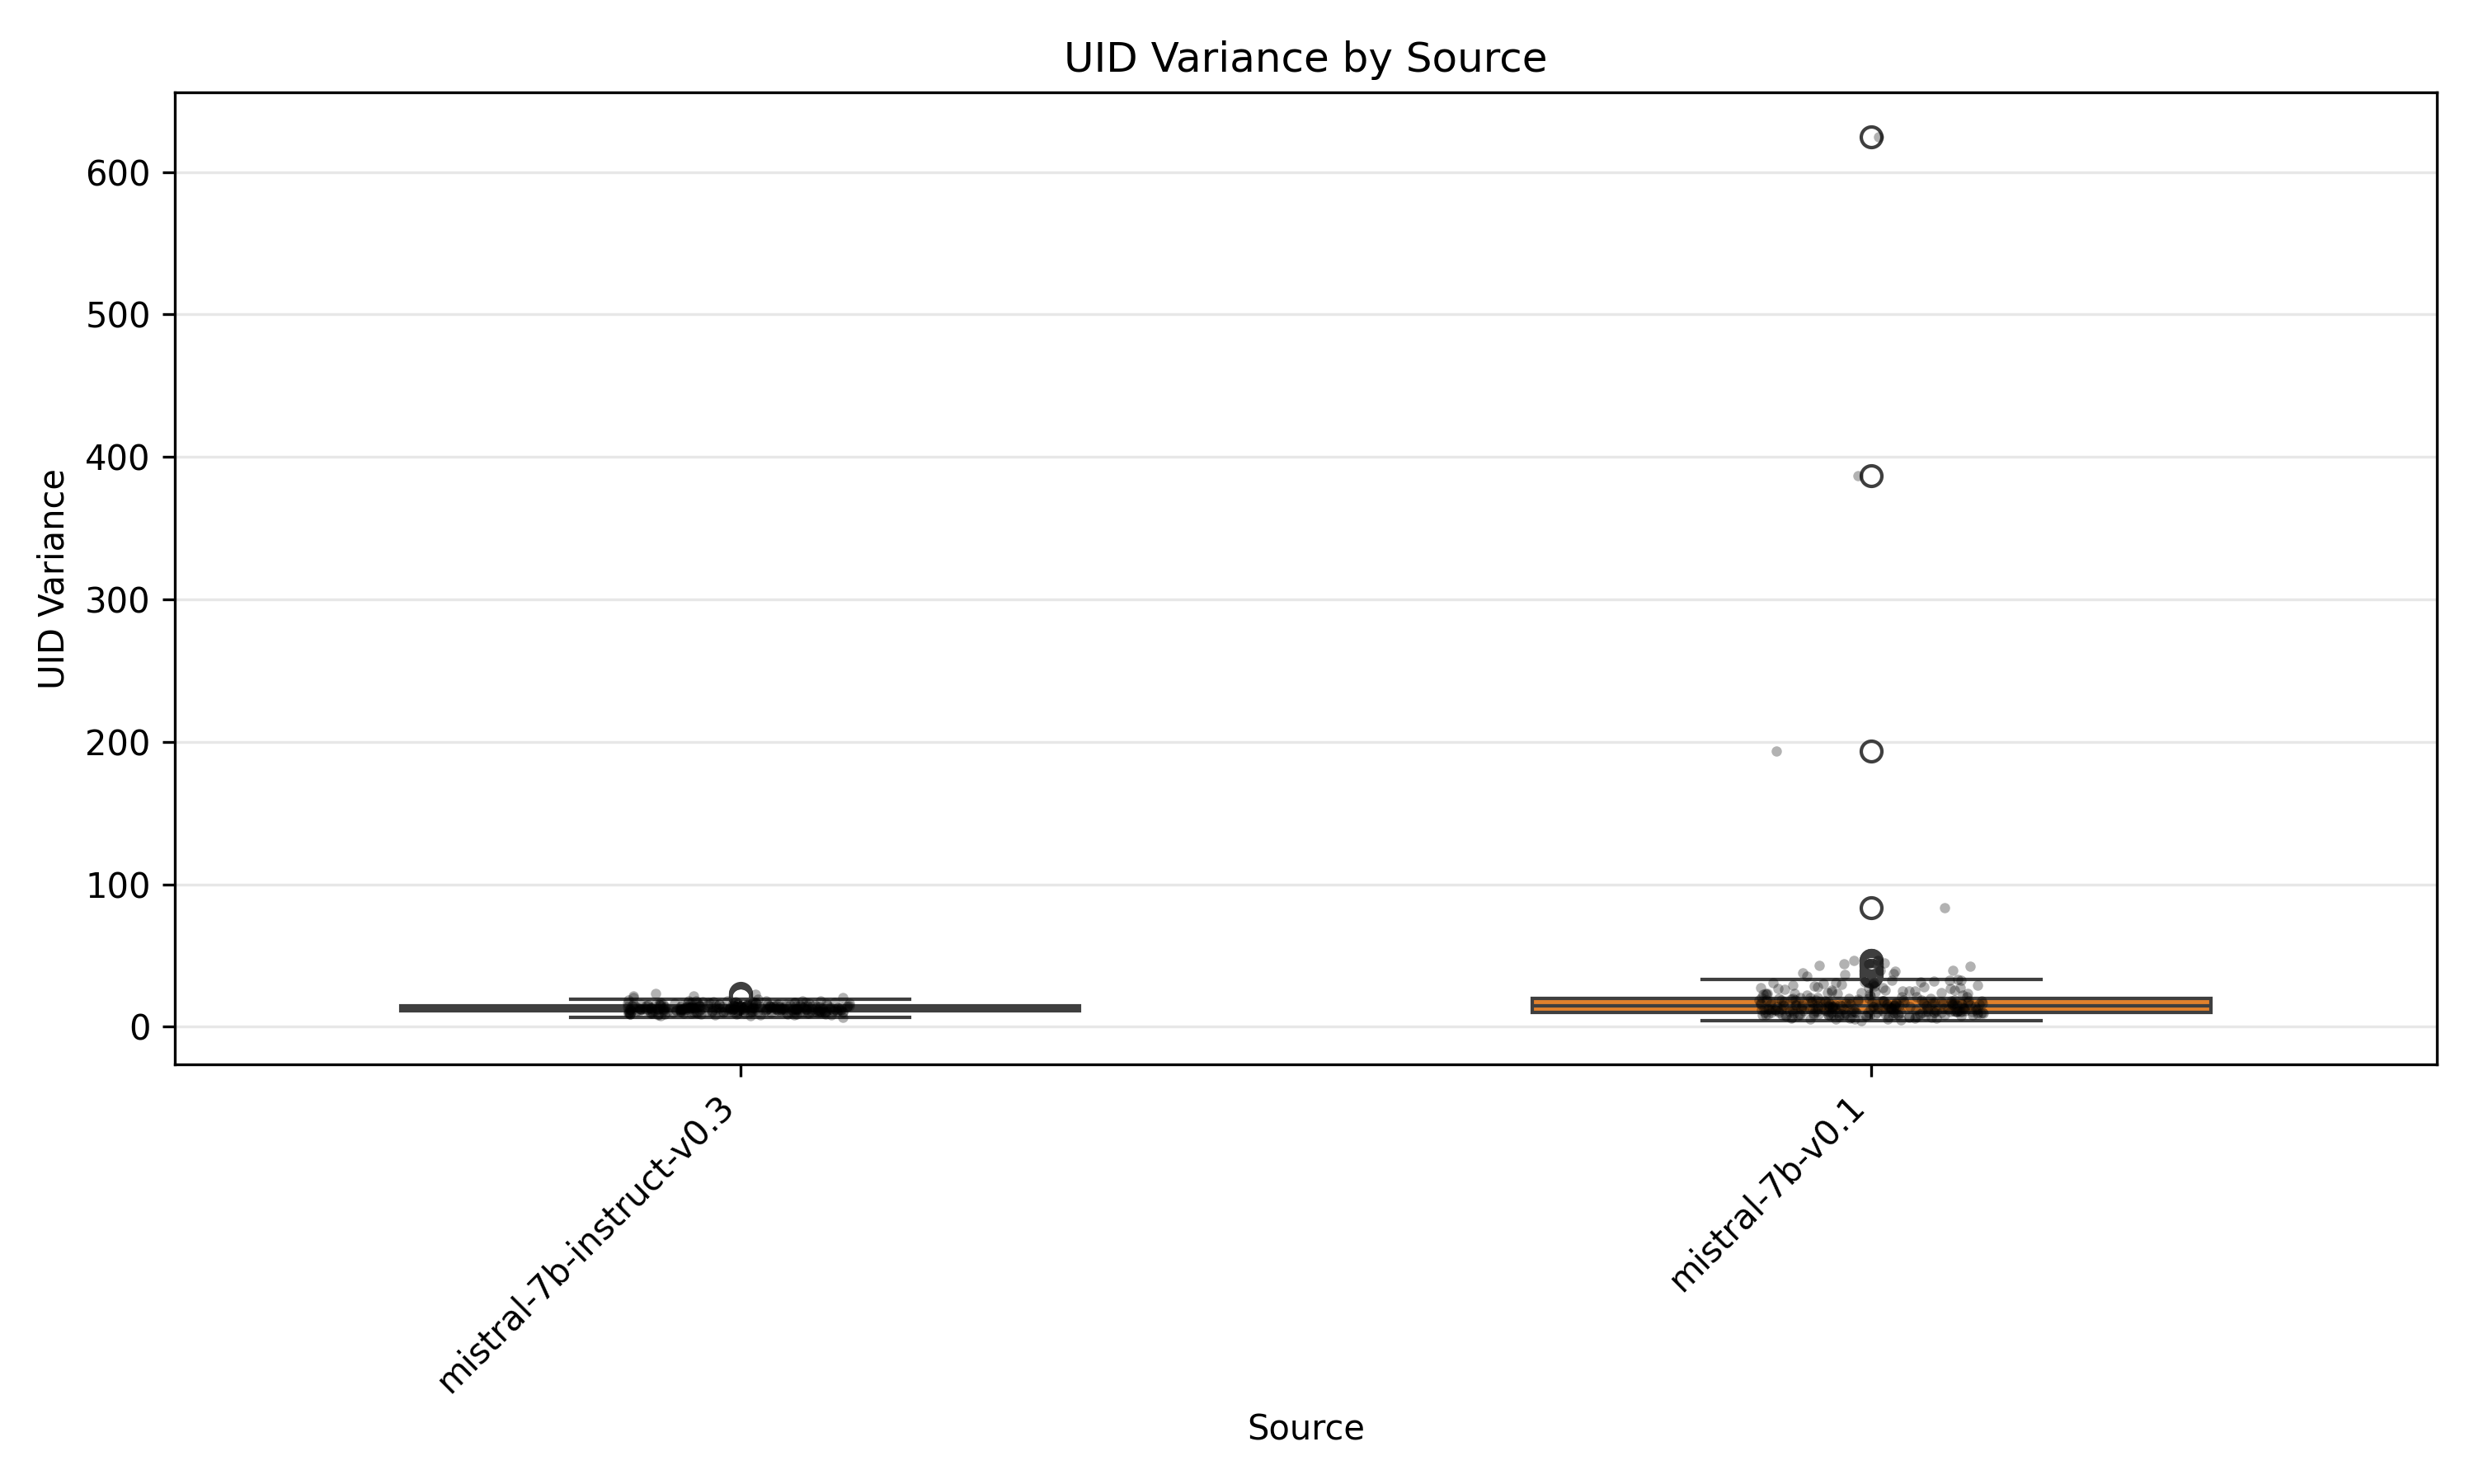 UID Variance by Source
UID Variance
600
500
400
300
200
100
0
mistral-7b-instruct-v0.3
mistral-7b-v0.1
Source